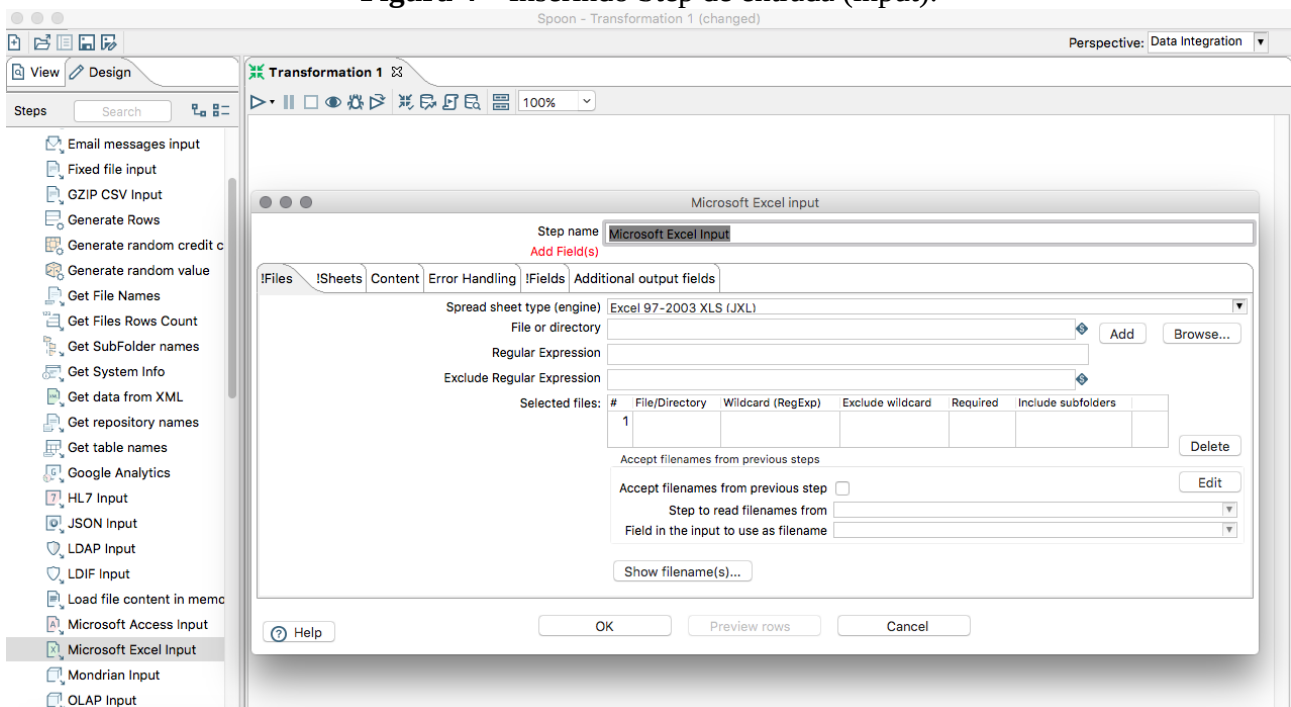 Figura 4 – Inserindo Step de entrada (Input).
Spoon - Transformation 1 (changed)
Perspective: Data Integration
View
Design
Transformation 1
Steps
Search
100%
Email messages input
Fixed file input
GZIP CSV Input
Generate Rows
Generate random credit c
Generate random value
Get File Names
Get Files Rows Count
Get SubFolder names
Get System Info
Get data from XML
Get repository names
Get table names
Google Analytics
HL7 Input
JSON Input
LDAP Input
LDIF Input
Load file content in memo
Microsoft Access Input
Microsoft Excel Input
Mondrian Input
OLAP Input
Microsoft Excel input
Step name Microsoft Excel Input
Add Field(s)
!Files !Sheets Content Error Handling !Fields Additional output fields
Spread sheet type (engine) Excel 97-2003 XLS (JXL)
File or directory Add Browse...
Regular Expression
Exclude Regular Expression
Selected files: # File/Directory Wildcard (RegExp) Exclude wildcard Required Include subfolders
1
Delete
Accept filenames from previous steps
Accept filenames from previous step Edit
Step to read filenames from
Field in the input to use as filename
Show filename(s)...
Help OK Preview rows Cancel